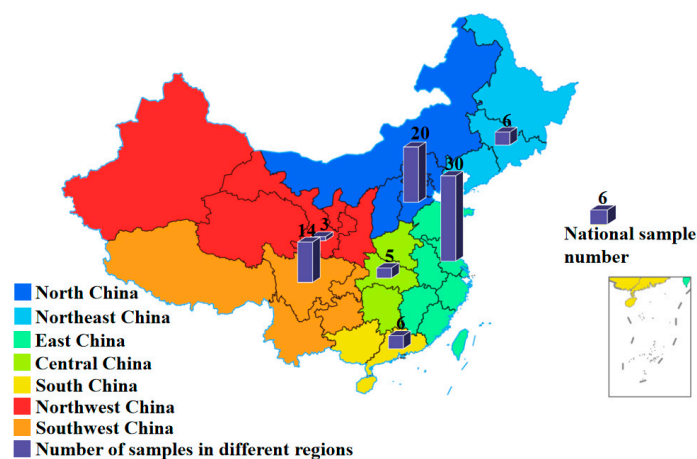 6
20
30
6
3
14
5
6
National sample
number
North China
Northeast China
East China
Central China
South China
Northwest China
Southwest China
Number of samples in different regions